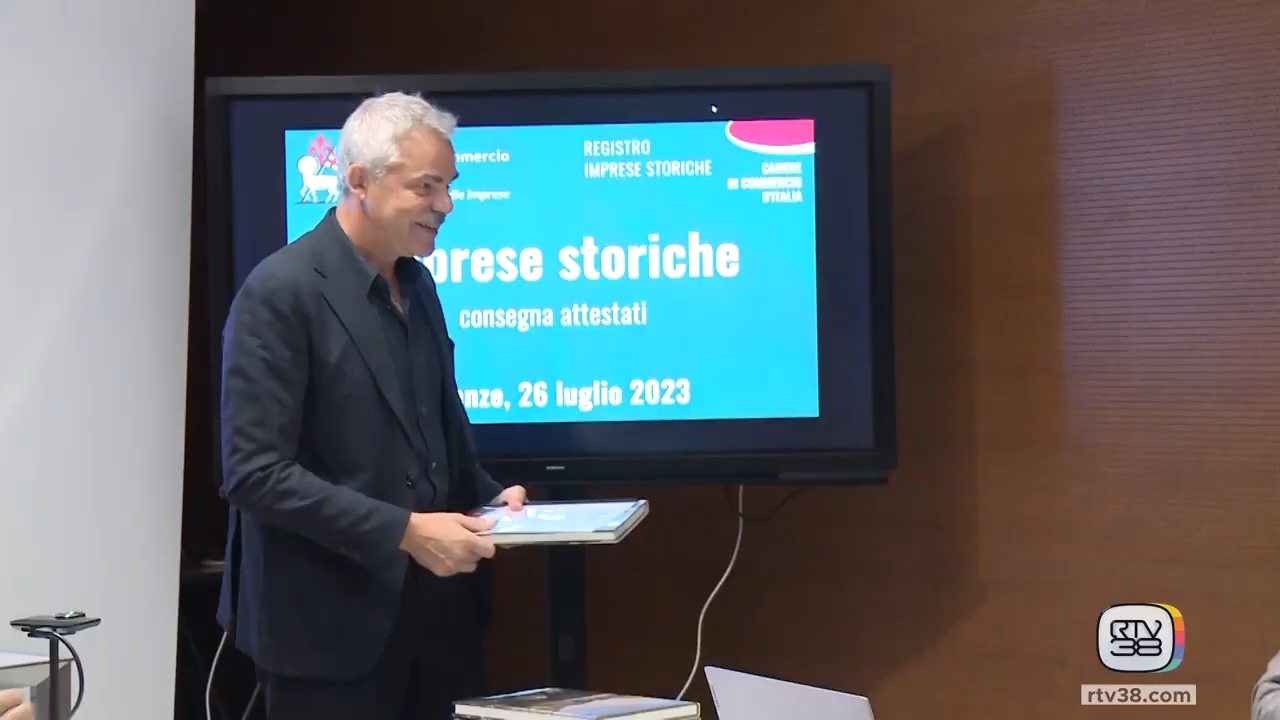 mmercio
lle imprese
REGISTRO
IMPRESE STORICHE
CAMERE
DI COMMERCIO
D'ITALIA
prese storiche
consegna attestati
nze, 26 luglio 2023
RTV
38
rtv38.com